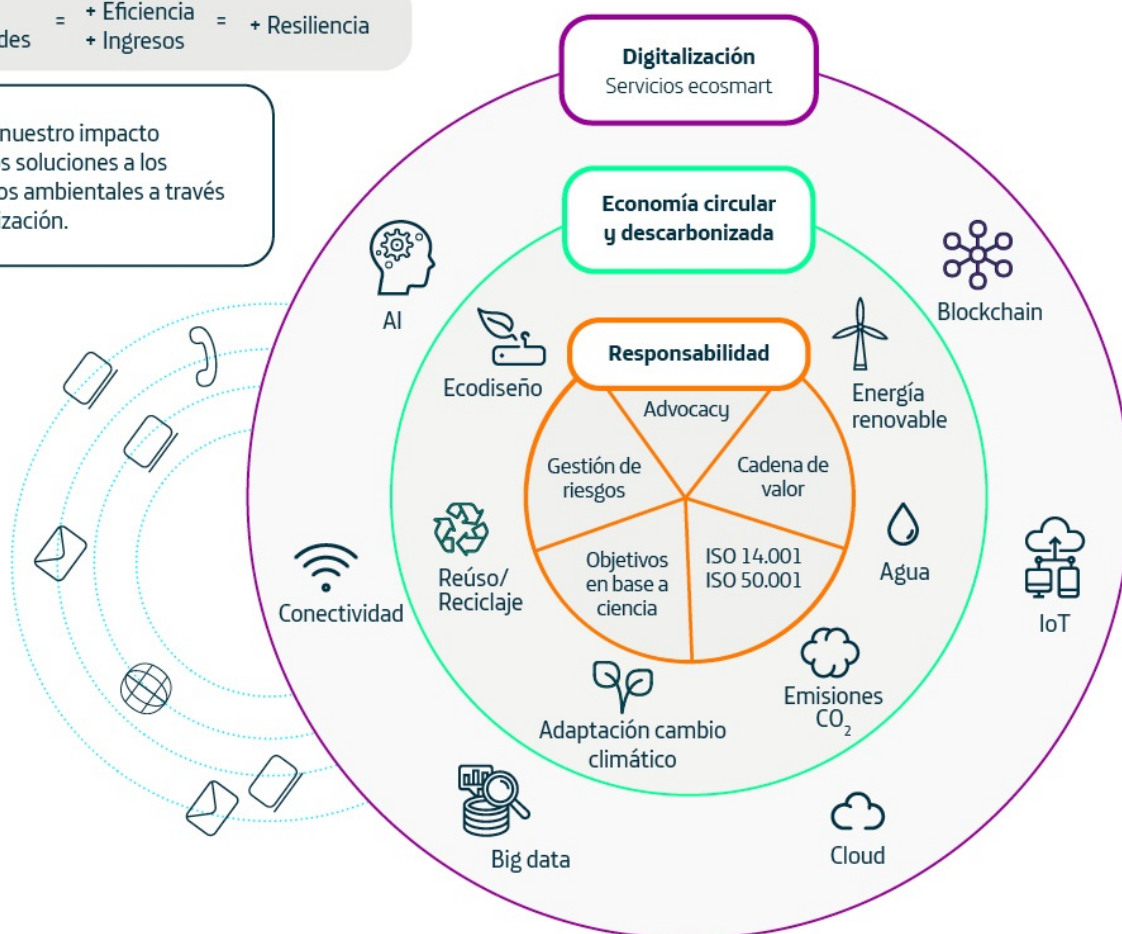 + Eficiencia
des = + Ingresos = + Resiliencia
nuestro impacto
s soluciones a los
os ambientales a través
ización.
Digitalización
Servicios ecosmart
Economía circular
y descarbonizada
Responsabilidad
AI
Blockchain
Ecodiseño
Energía
renovable
Advocacy
Gestión de
riesgos
Cadena de
valor
Objetivos
en base a
ciencia
ISO 14.001
ISO 50.001
Reúso/
Reciclaje
Agua
Conectividad
IoT
Emisiones
CO₂
Adaptación cambio
climático
Big data
Cloud